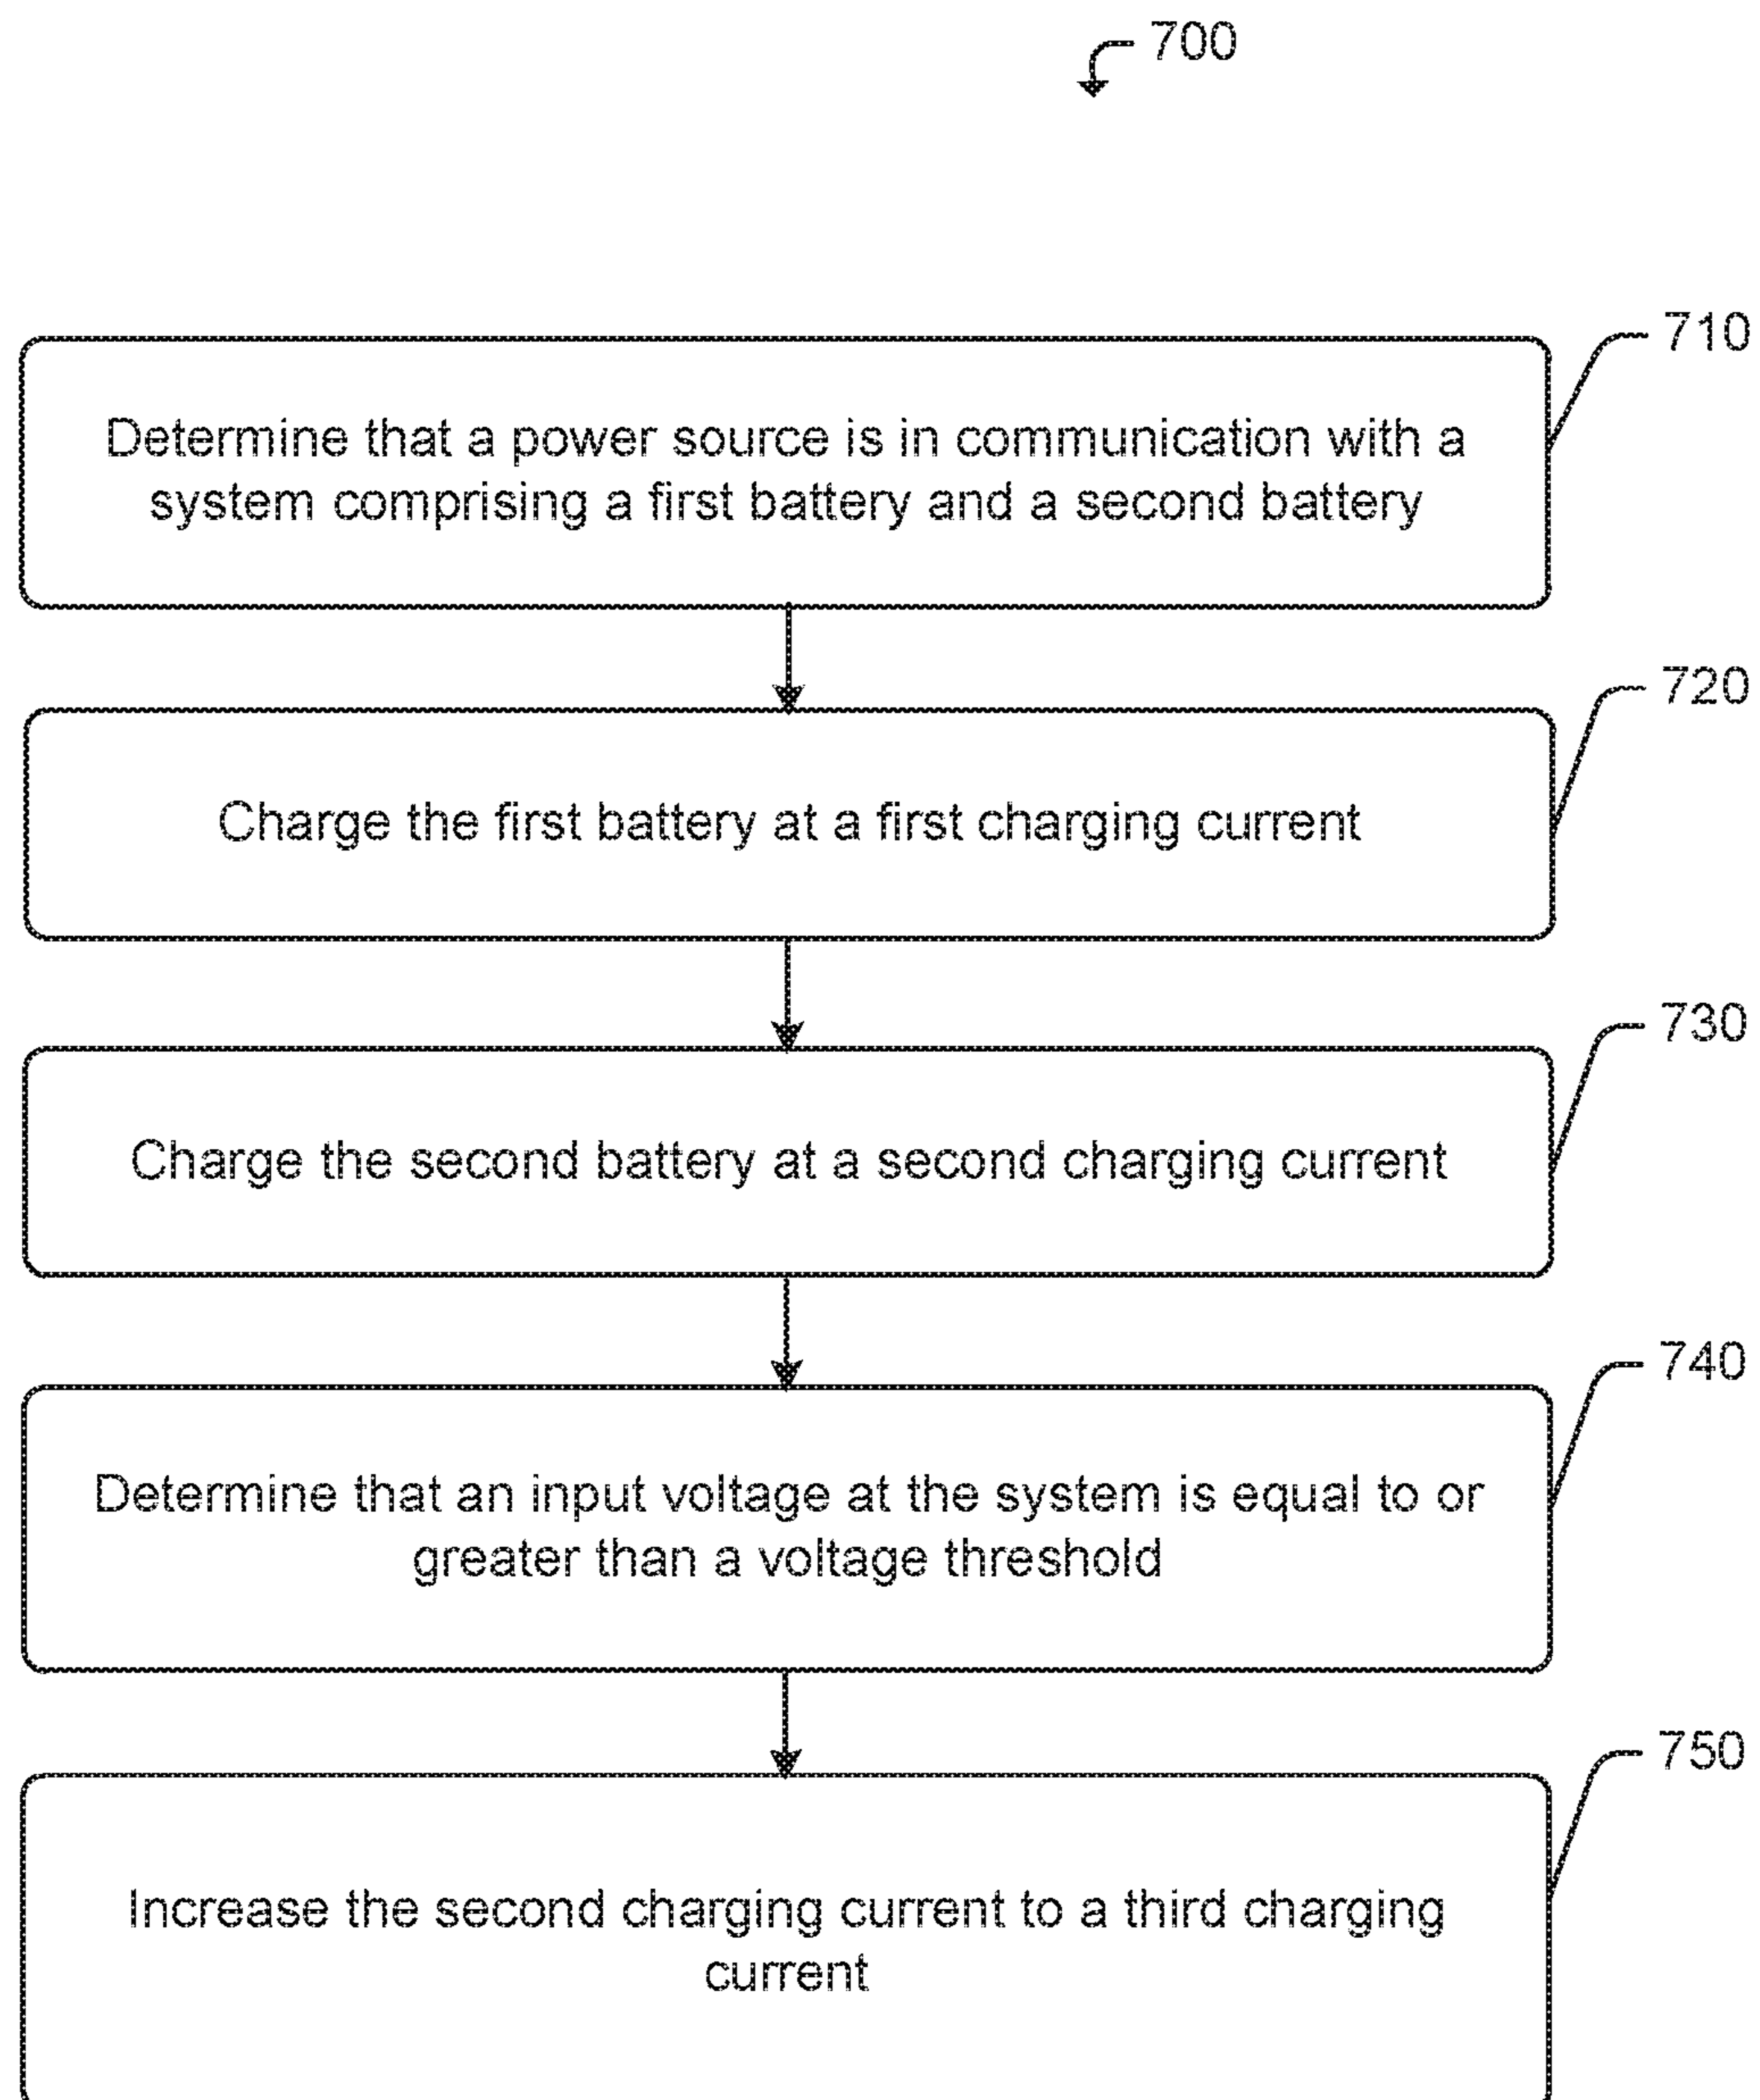 700
710
Determine that a power source is in communication with a
system comprising a first battery and a second battery
720
Charge the first battery at a first charging current
730
Charge the second battery at a second charging current
740
Determine that an input voltage at the system is equal to or
greater than a voltage threshold
750
Increase the second charging current to a third charging
current